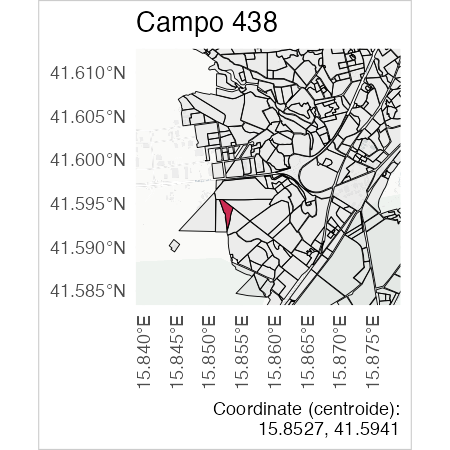 Campo 438
41.610°N
41.605°N
41.600°N
41.595°N
41.590°N
41.585°N
15.840°E
15.845°E
15.850°E
15.855°E
15.860°E
15.865°E
15.870°E
15.875°E
Coordinate (centroide):
15.8527, 41.5941